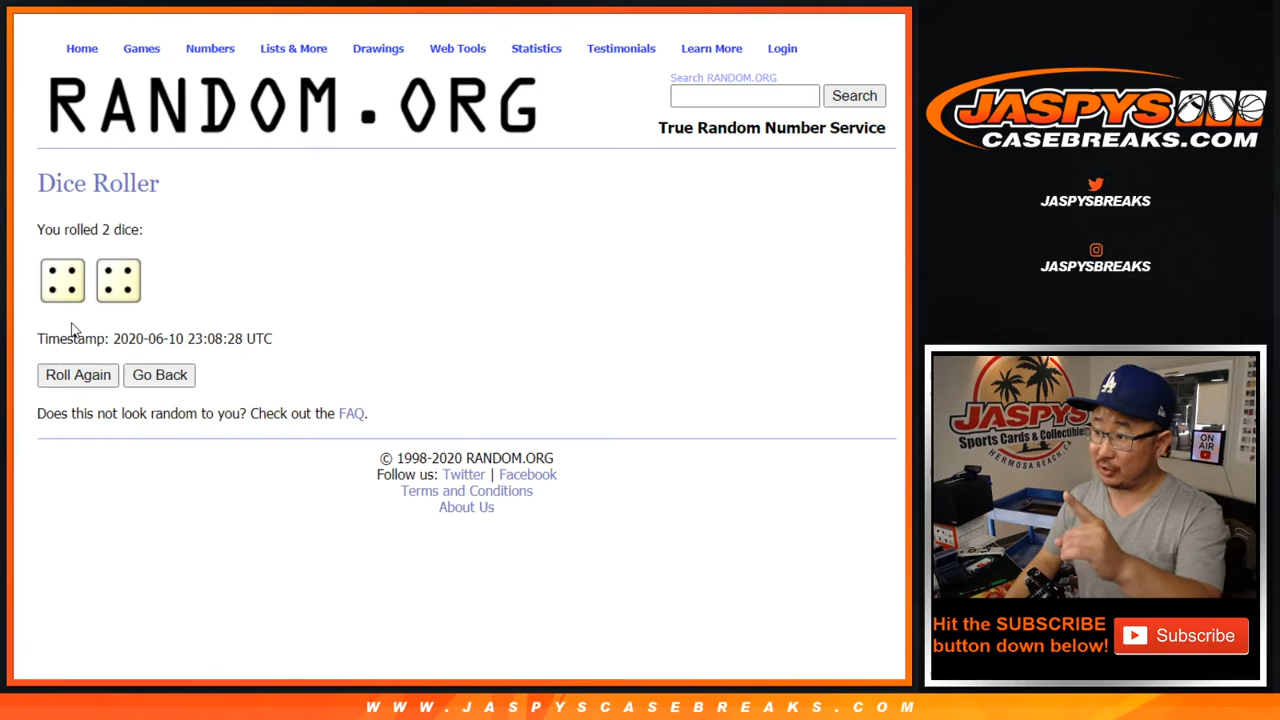 Home Games Numbers Lists & More Drawings Web Tools Statistics Testimonials Learn More Login
RANDOM.ORG
Search RANDOM.ORG
Search
True Random Number Service
Dice Roller
You rolled 2 dice:
Timestamp: 2020-06-10 23:08:28 UTC
Roll Again Go Back
Does this not look random to you? Check out the FAQ.
© 1998-2020 RANDOM.ORG
Follow us: Twitter | Facebook
Terms and Conditions
About Us
JASPYS
CASEBREAKS.COM
JASPYSBREAKS
JASPYSBREAKS
JASPYS
Sports Cards & Collectibles
HERMOSA BEACH, CA
LA
ON
AIR
Hit the SUBSCRIBE
button down below!
Subscribe
WWW.JASPYSCASEBREAKS.COM